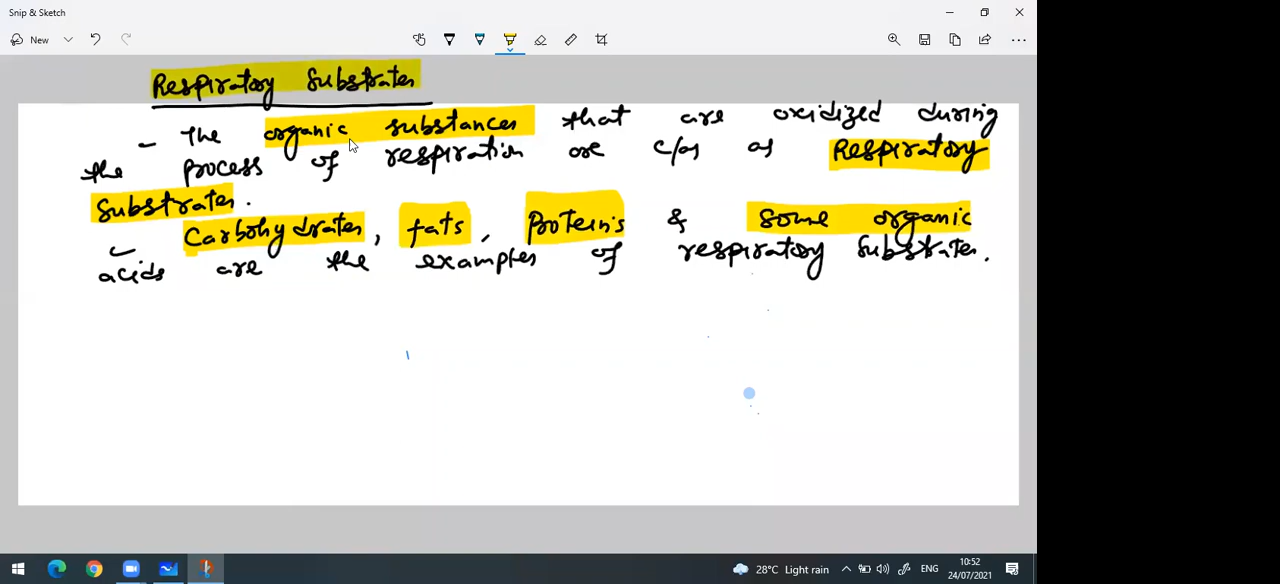 Snip & Sketch
New
Respiratory Substrates
- The organic substances that are oxidized during
the process of respiration are c/as as Respiratory
Substrates.
- Carbohydrates, fats, Proteins & some organic
acids are the examples of respiratory substrates.
28°C Light rain
ENG
10:52
24/07/2021